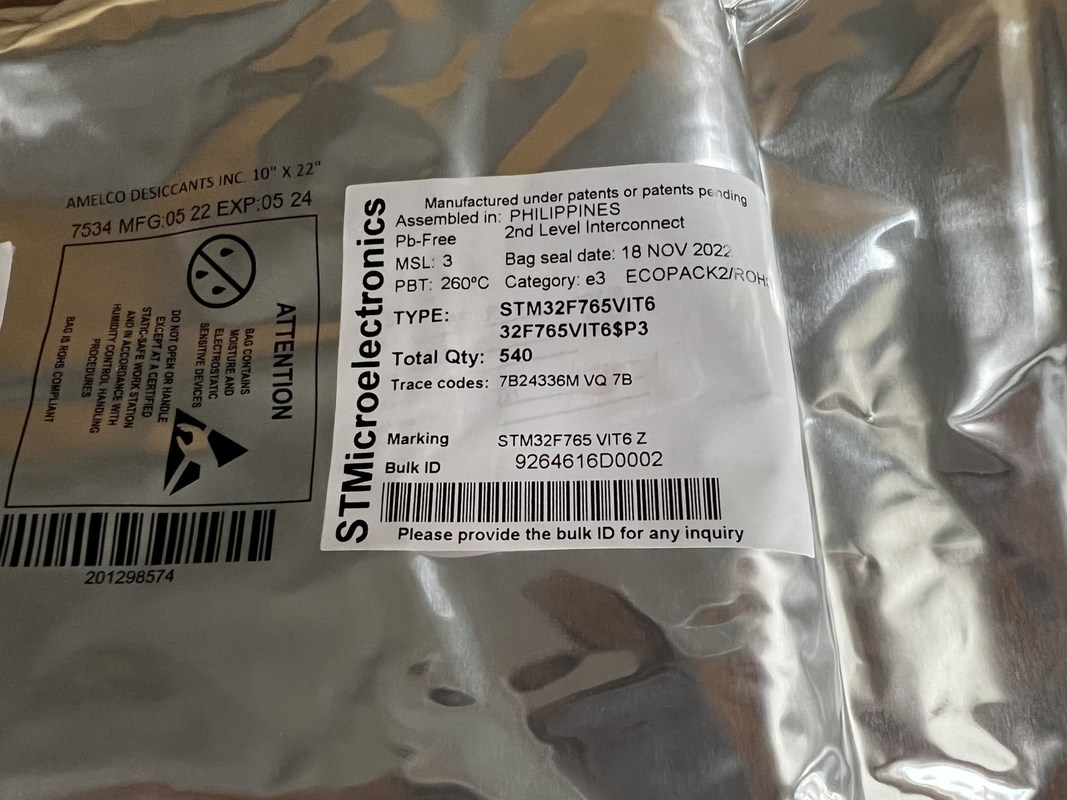 AMELCO DESICCANTS INC. 10" X 22"
7534 MFG:05 22 EXP:05 24
ATTENTION
BAG CONTAINS
MOISTURE AND
ELECTROSTATIC
SENSITIVE DEVICES
DO NOT OPEN OR HANDLE
EXCEPT AT A CERTIFIED
STATIC-SAFE WORK STATION
AND IN ACCORDANCE WITH
HUMIDITY CONTROL HANDLING
PROCEDURES
BAG IS ROHS COMPLIANT
201298574
STMicroelectronics
Manufactured under patents or patents pending
Assembled in: PHILIPPINES
Pb-Free 2nd Level Interconnect
MSL: 3 Bag seal date: 18 NOV 2022
PBT: 260ºC Category: e3 ECOPACK2/ROH
TYPE: STM32F765VIT6
32F765VIT6$P3
Total Qty: 540
Trace codes: 7B24336M VQ 7B
Marking STM32F765 VIT6 Z
Bulk ID 9264616D0002
Please provide the bulk ID for any inquiry